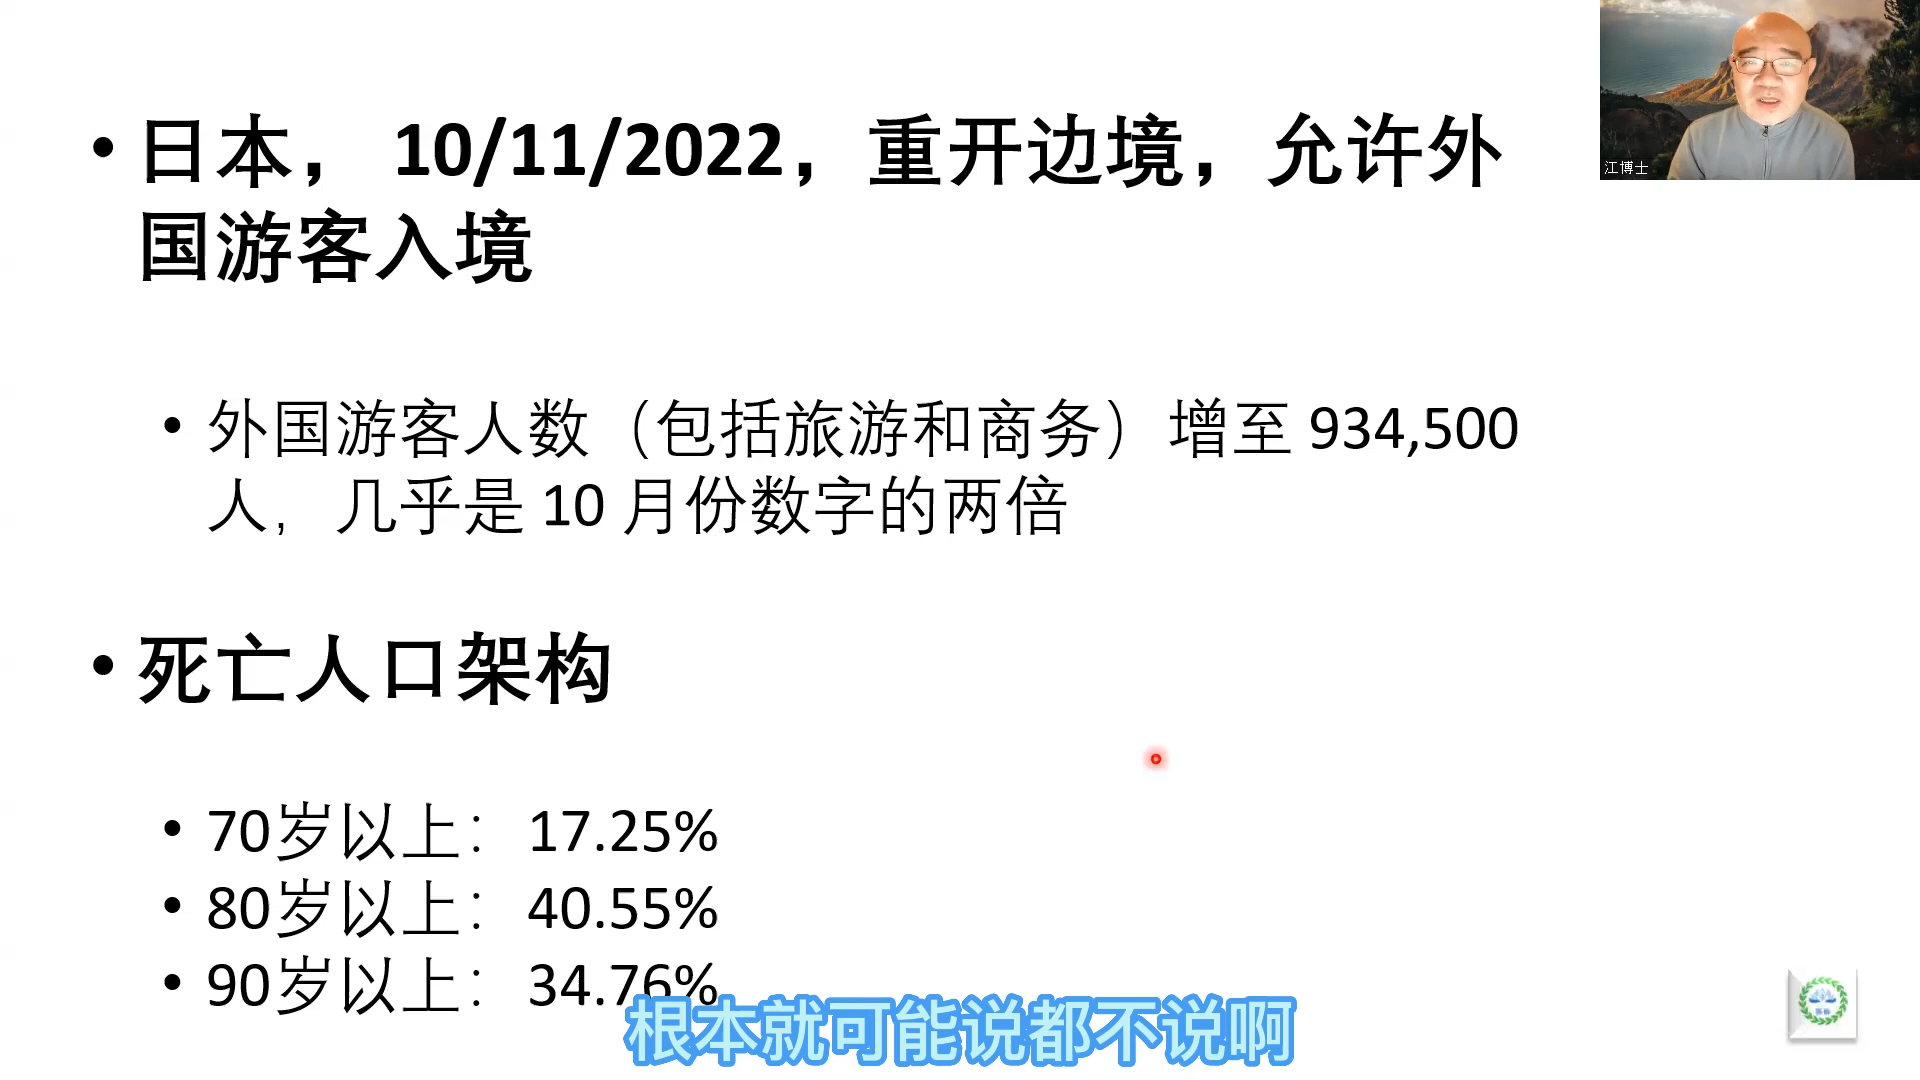 • 日本， 10/11/2022，重开边境，允许外
国游客入境
江博士
• 外国游客人数（包括旅游和商务）增至 934,500
人，几乎是 10 月份数字的两倍
• 死亡人口架构
• 70岁以上： 17.25%
• 80岁以上： 40.55%
• 90岁以上： 34.76%
根本就可能说都不说啊